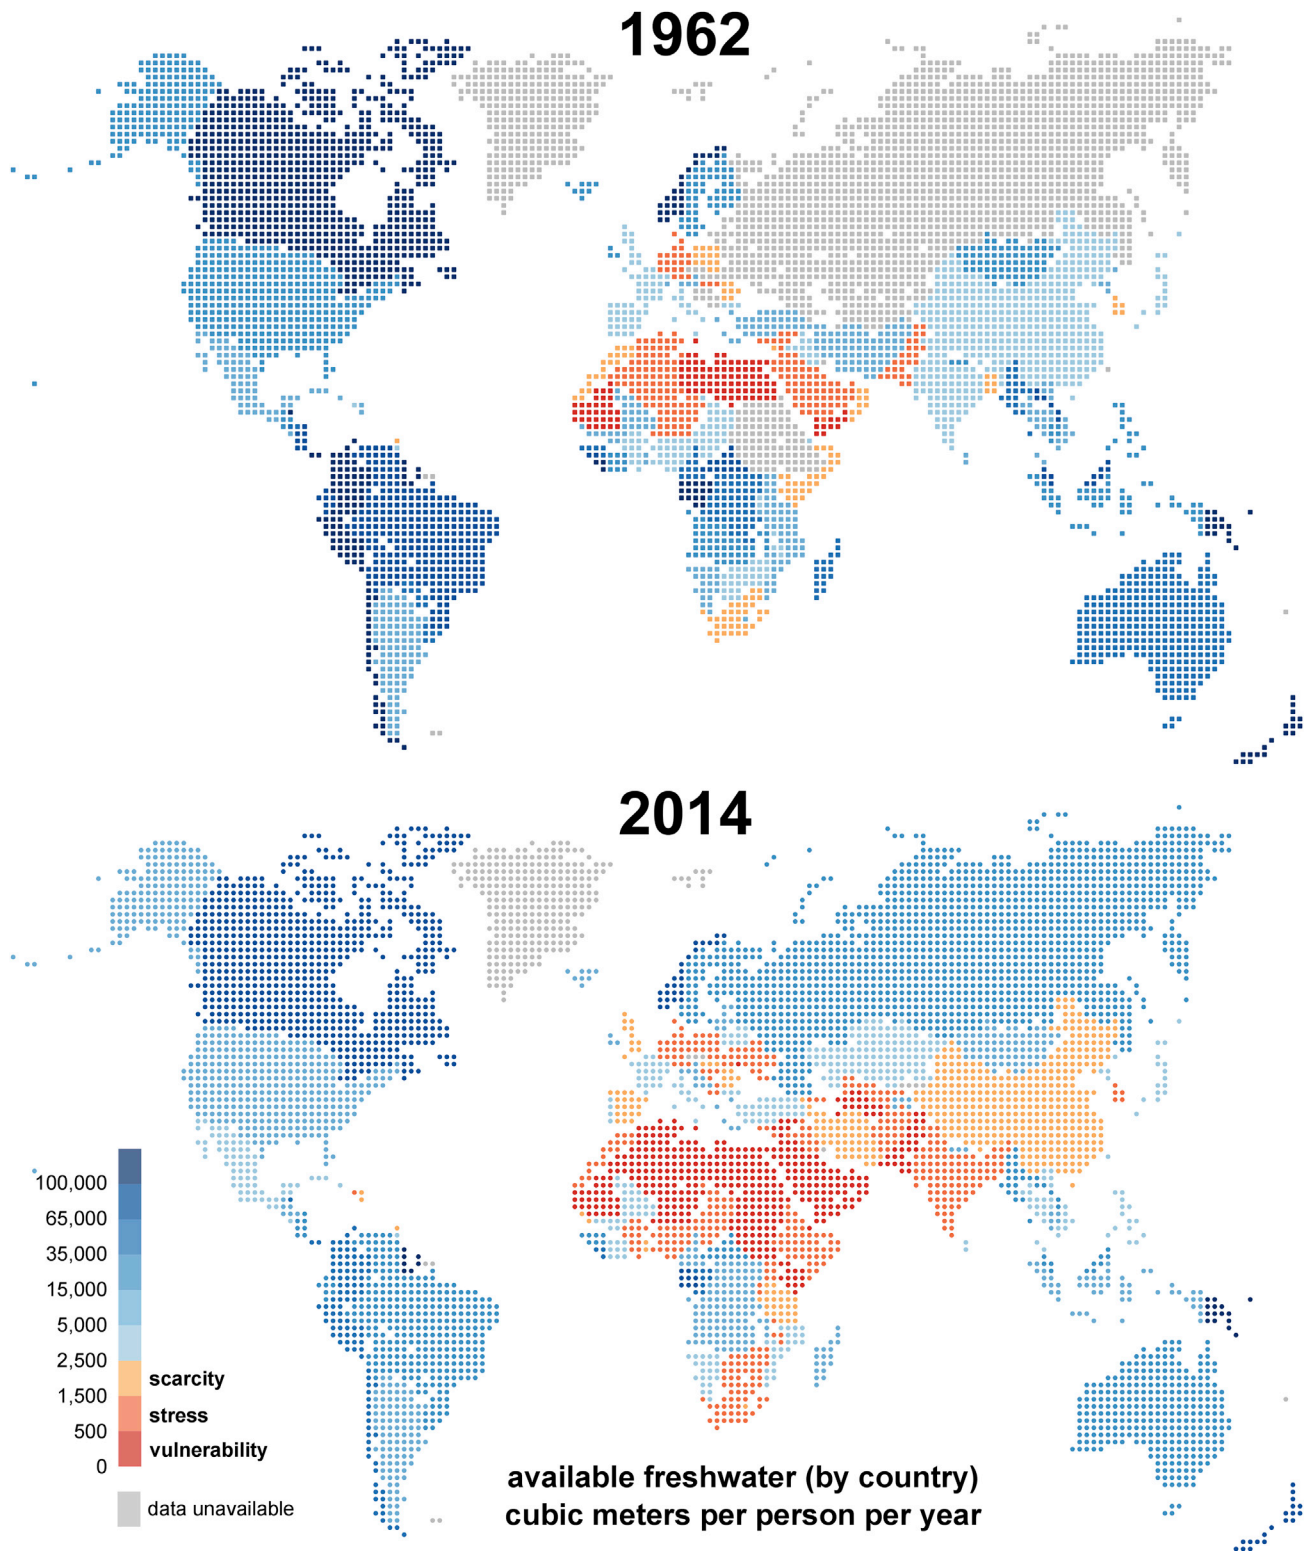 1962
2014
100,000
65,000
35,000
15,000
5,000
2,500
scarcity
1,500
stress
500
vulnerability
0
data unavailable
available freshwater (by country)
cubic meters per person per year